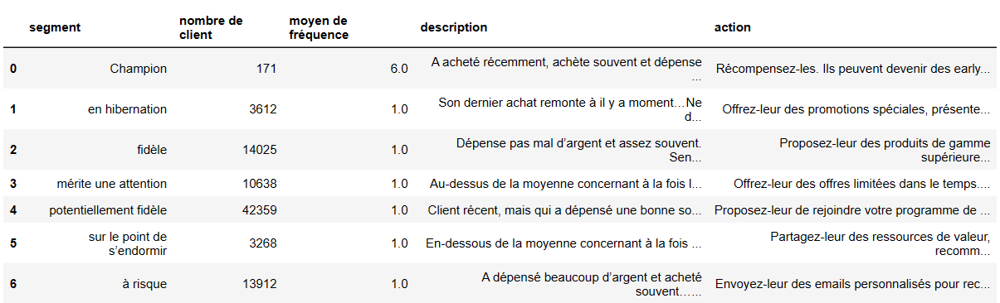 segment nombre de client moyen de fréquence description action
0 Champion 171 6.0 A acheté récemment, achète souvent et dépense ... Récompensez-les. Ils peuvent devenir des early...
1 en hibernation 3612 1.0 Son dernier achat remonte à il y a moment…Ne d... Offrez-leur des promotions spéciales, présente...
2 fidèle 14025 1.0 Dépense pas mal d’argent et assez souvent. Sen... Proposez-leur des produits de gamme supérieure...
3 mérite une attention 10638 1.0 Au-dessus de la moyenne concernant à la fois l... Offrez-leur des offres limitées dans le temps....
4 potentiellement fidèle 42359 1.0 Client récent, mais qui a dépensé une bonne so... Proposez-leur de rejoindre votre programme de ...
5 sur le point de s’endormir 3268 1.0 En-dessous de la moyenne concernant à la fois ... Partagez-leur des ressources de valeur, recomm...
6 à risque 13912 1.0 A dépensé beaucoup d’argent et acheté souvent…... Envoyez-leur des emails personnalisés pour rec...